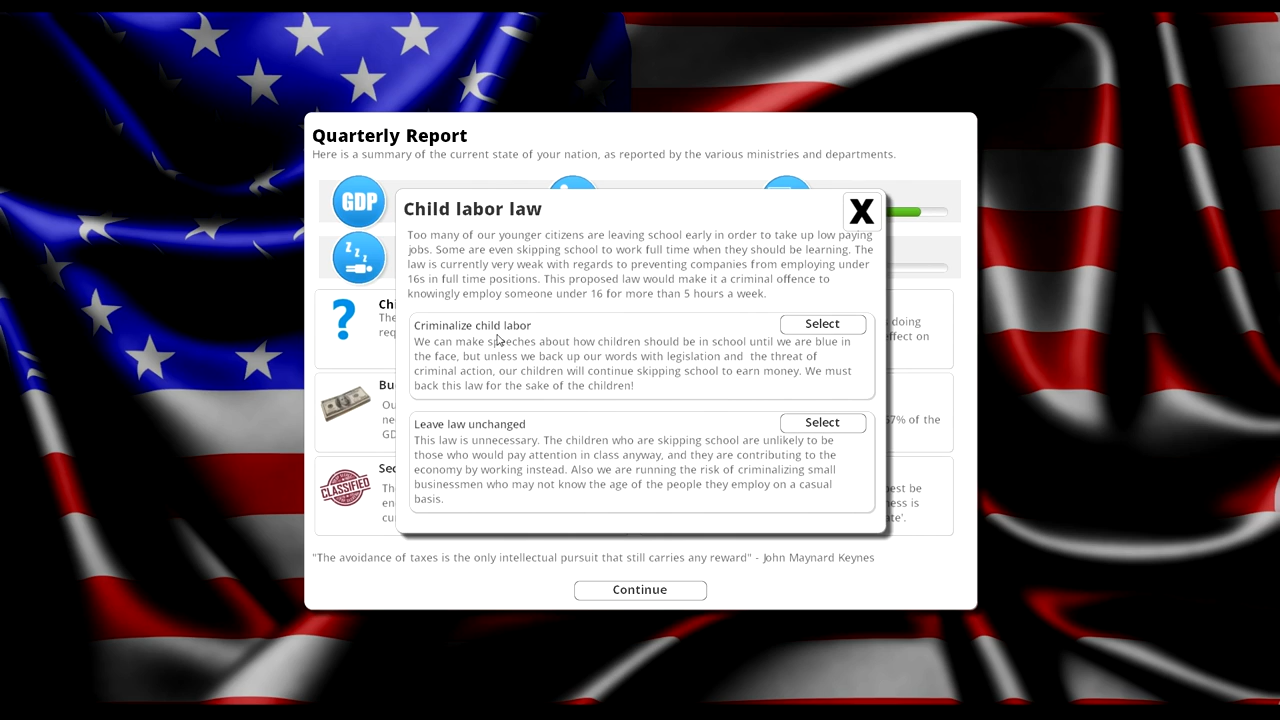 Quarterly Report
Here is a summary of the current state of your nation, as reported by the various ministries and departments.
GDP
Child labor law
X
Too many of our younger citizens are leaving school early in order to take up low paying
jobs. Some are even skipping school to work full time when they should be learning. The
law is currently very weak with regards to preventing companies from employing under
16s in full time positions. This proposed law would make it a criminal offence to
knowingly employ someone under 16 for more than 5 hours a week.
Criminalize child labor
Select
We can make speeches about how children should be in school until we are blue in
the face, but unless we back up our words with legislation and  the threat of
criminal action, our children will continue skipping school to earn money. We must
back this law for the sake of the children!
Leave law unchanged
Select
This law is unnecessary. The children who are skipping school are unlikely to be
those who would pay attention in class anyway, and they are contributing to the
economy by working instead. Also we are running the risk of criminalizing small
businessmen who may not know the age of the people they employ on a casual
basis.
doing
effect on
67% of the
GD
CLASSIFIED
est be
ness is
ate'.
"The avoidance of taxes is the only intellectual pursuit that still carries any reward" - John Maynard Keynes
Continue